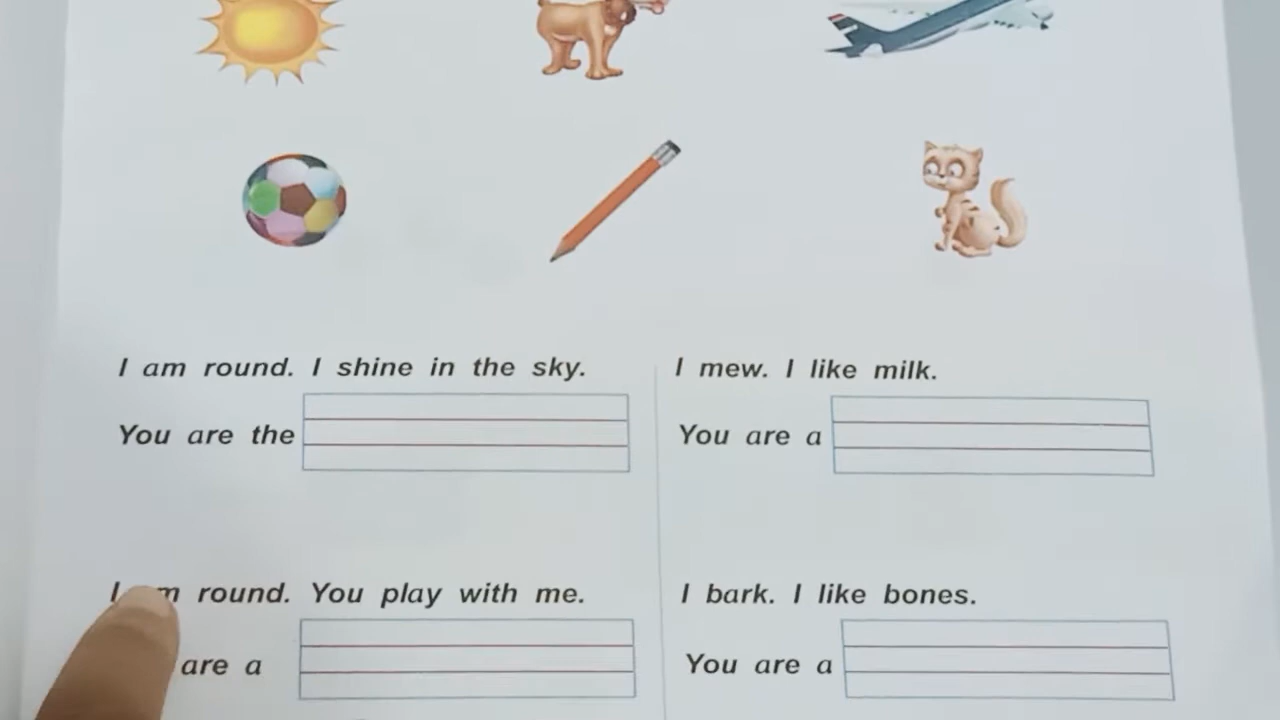 I am round. I shine in the sky.
You are the
I mew. I like milk.
You are a
I round. You play with me.
are a
I bark. I like bones.
You are a